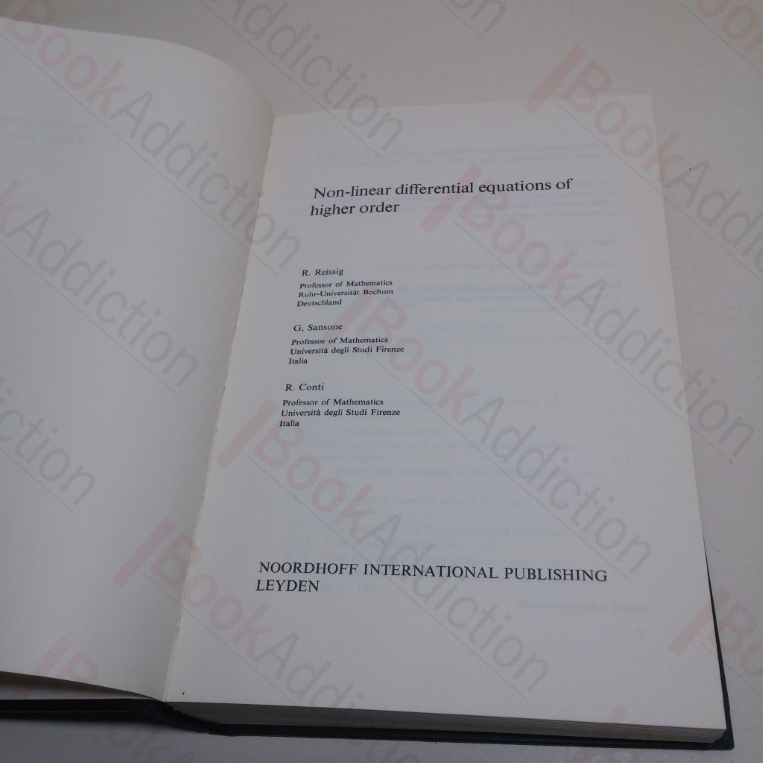 Non-linear differential equations of
higher order
R. Reissig
Professor of Mathematics
Ruhr-Universität Bochum
Deutschland
G. Sansone
Professor of Mathematics
Università degli Studi Firenze
Italia
R. Conti
Professor of Mathematics
Università degli Studi Firenze
Italia
NOORDHOFF INTERNATIONAL PUBLISHING
LEYDEN
BookAddiction